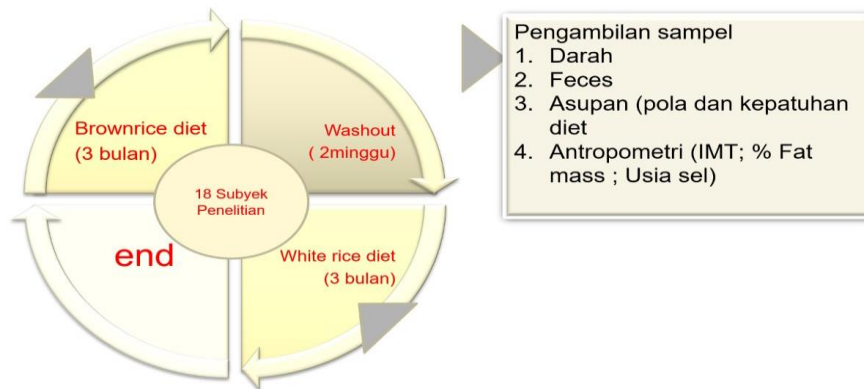 Brownrice diet
(3 bulan)
Washout
( 2minggu)
18 Subyek
Penelitian
end
White rice diet
(3 bulan)
Pengambilan sampel
1. Darah
2. Feces
3. Asupan (pola dan kepatuhan
diet
4. Antropometri (IMT; % Fat
mass ; Usia sel)